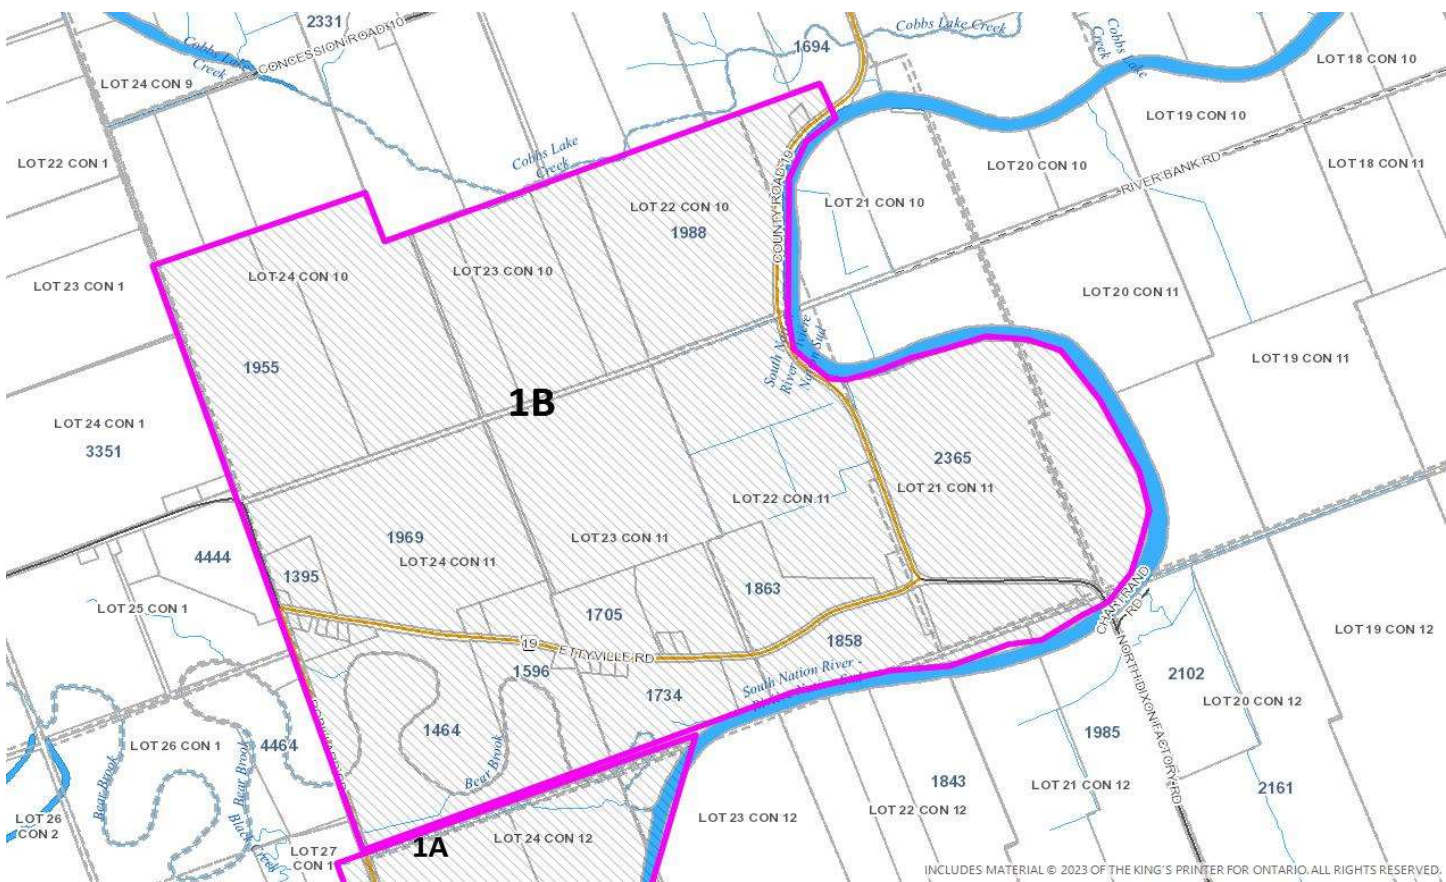 2331
Cobbs Lake Creek
1694
Cobbs Lake
Creek
Cobbs Lake
Creek
CONCESSION ROAD 10
LOT 18 CON 10
LOT 24 CON 9
LOT 19 CON 10
LOT 22 CON 1
Cobbs Lake
Creek
COUNTY ROAD 19
LOT 20 CON 10
RIVER BANK RD
LOT 18 CON 11
LOT 22 CON 10
LOT 21 CON 10
1988
LOT 24 CON 10
LOT 23 CON 10
LOT 23 CON 1
LOT 20 CON 11
LOT 19 CON 11
1955
1B
LOT 24 CON 1
3351
2365
LOT 21 CON 11
LOT 22 CON 11
1969
LOT 23 CON 11
LOT 24 CON 11
4444
1395
1863
LOT 25 CON 1
1705
CHARTRAND
RD
LOT 19 CON 12
19
ETTYVILLE RD
1858
1596
South Nation River -
2102
NORTH DIXON FACTORY RD
1734
LOT 20 CON 12
1464
4464
LOT 26 CON 1
Bear Brook
Bear Brook
Bear Brook
1985
1843
LOT 21 CON 12
2161
LOT 26
CON 2
Black Creek
LOT 23 CON 12
LOT 22 CON 12
LOT 24 CON 12
1A
LOT 27
CON 1
INCLUDES MATERIAL © 2023 OF THE KING'S PRINTER FOR ONTARIO. ALL RIGHTS RESERVED.